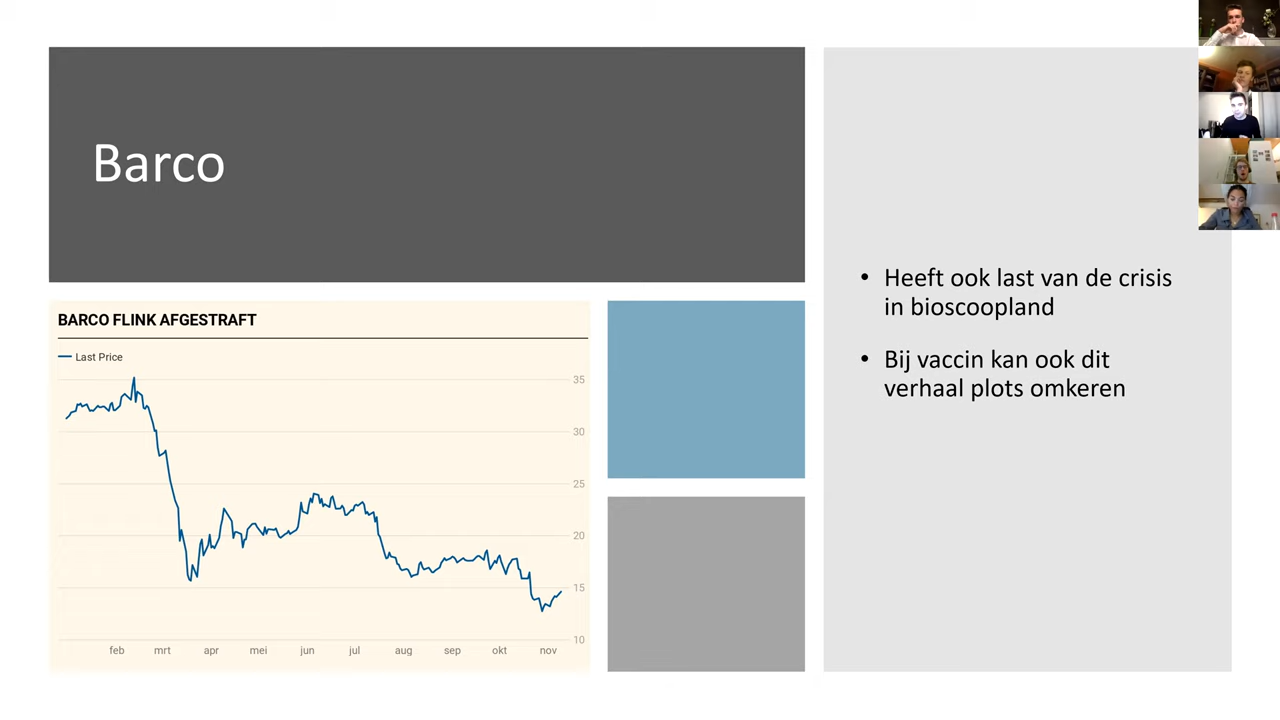 Barco
BARCO FLINK AFGESTRAFT
Last Price
35
30
25
20
15
10
feb mrt apr mei jun jul aug sep okt nov
• Heeft ook last van de crisis
in bioscoopland
• Bij vaccin kan ook dit
verhaal plots omkeren